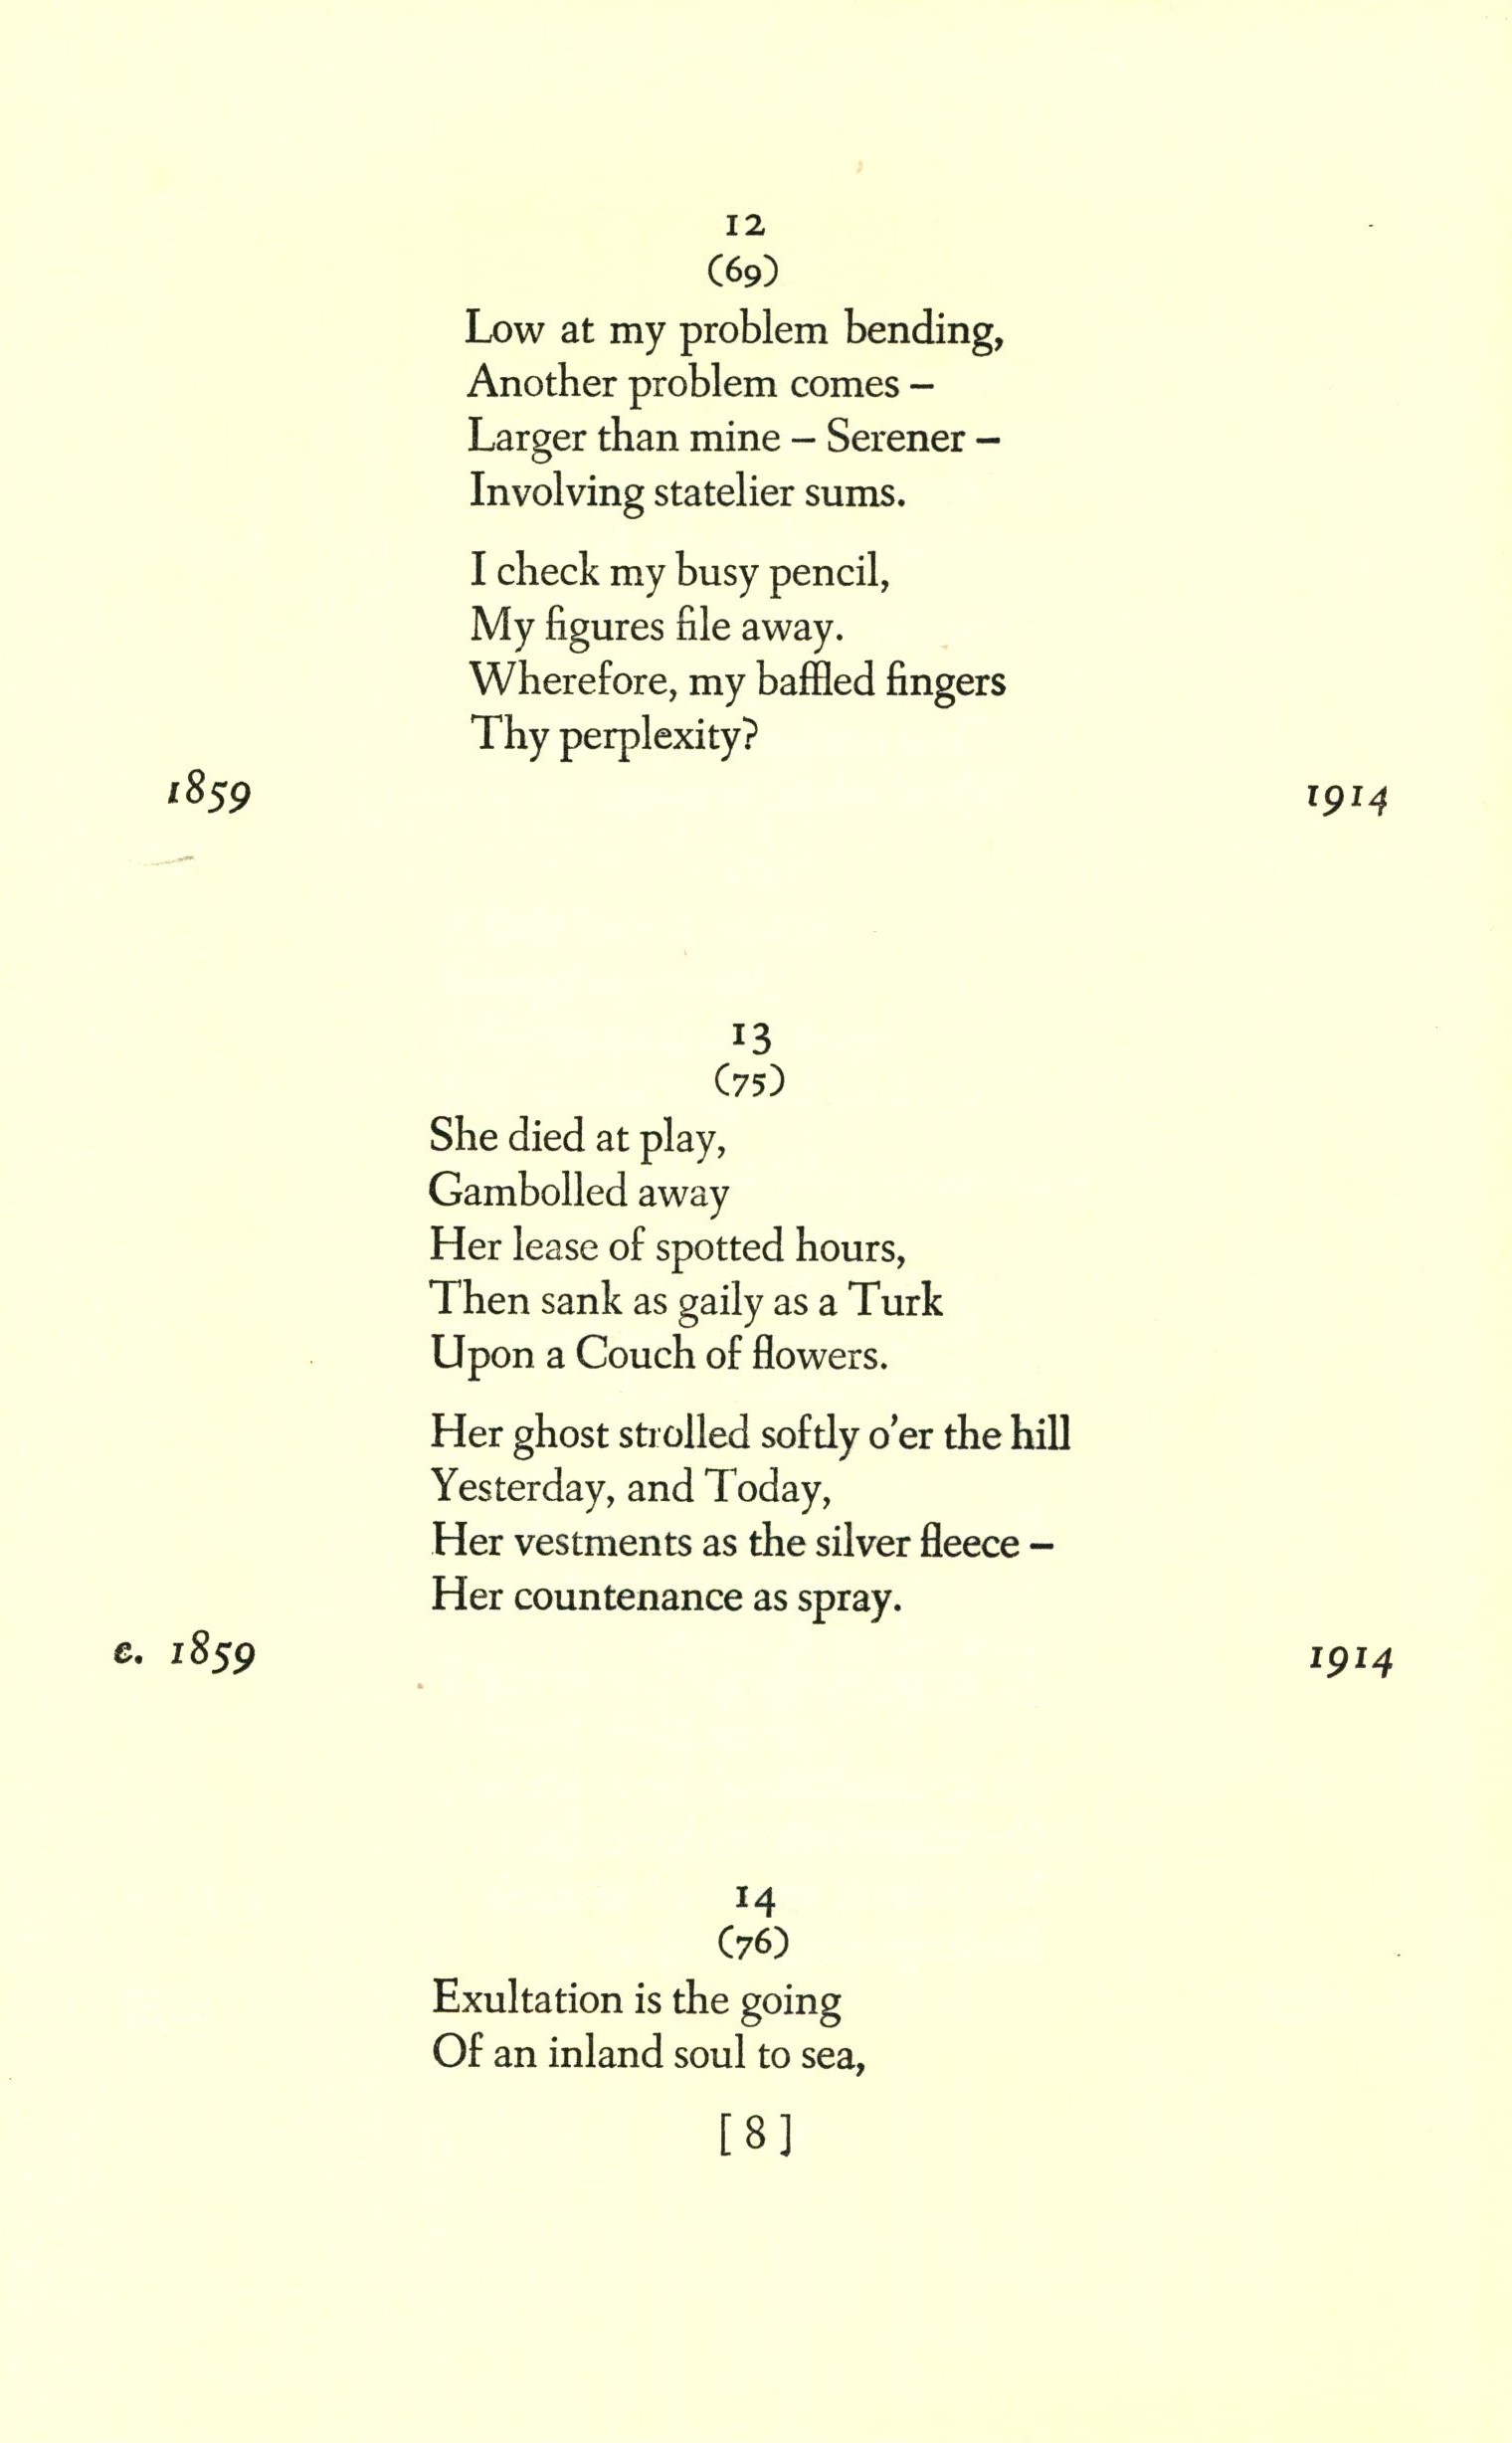 12
(69)
Low at my problem bending,
Another problem comes –
Larger than mine – Serener –
Involving statelier sums.
I check my busy pencil,
My figures file away.
Wherefore, my baffled fingers
Thy perplexity?
1859 1914
13
(75)
She died at play,
Gambolled away
Her lease of spotted hours,
Then sank as gaily as a Turk
Upon a Couch of flowers.
Her ghost strolled softly o'er the hill
Yesterday, and Today,
Her vestments as the silver fleece –
Her countenance as spray.
c. 1859 1914
14
(76)
Exultation is the going
Of an inland soul to sea,
[ 8 ]